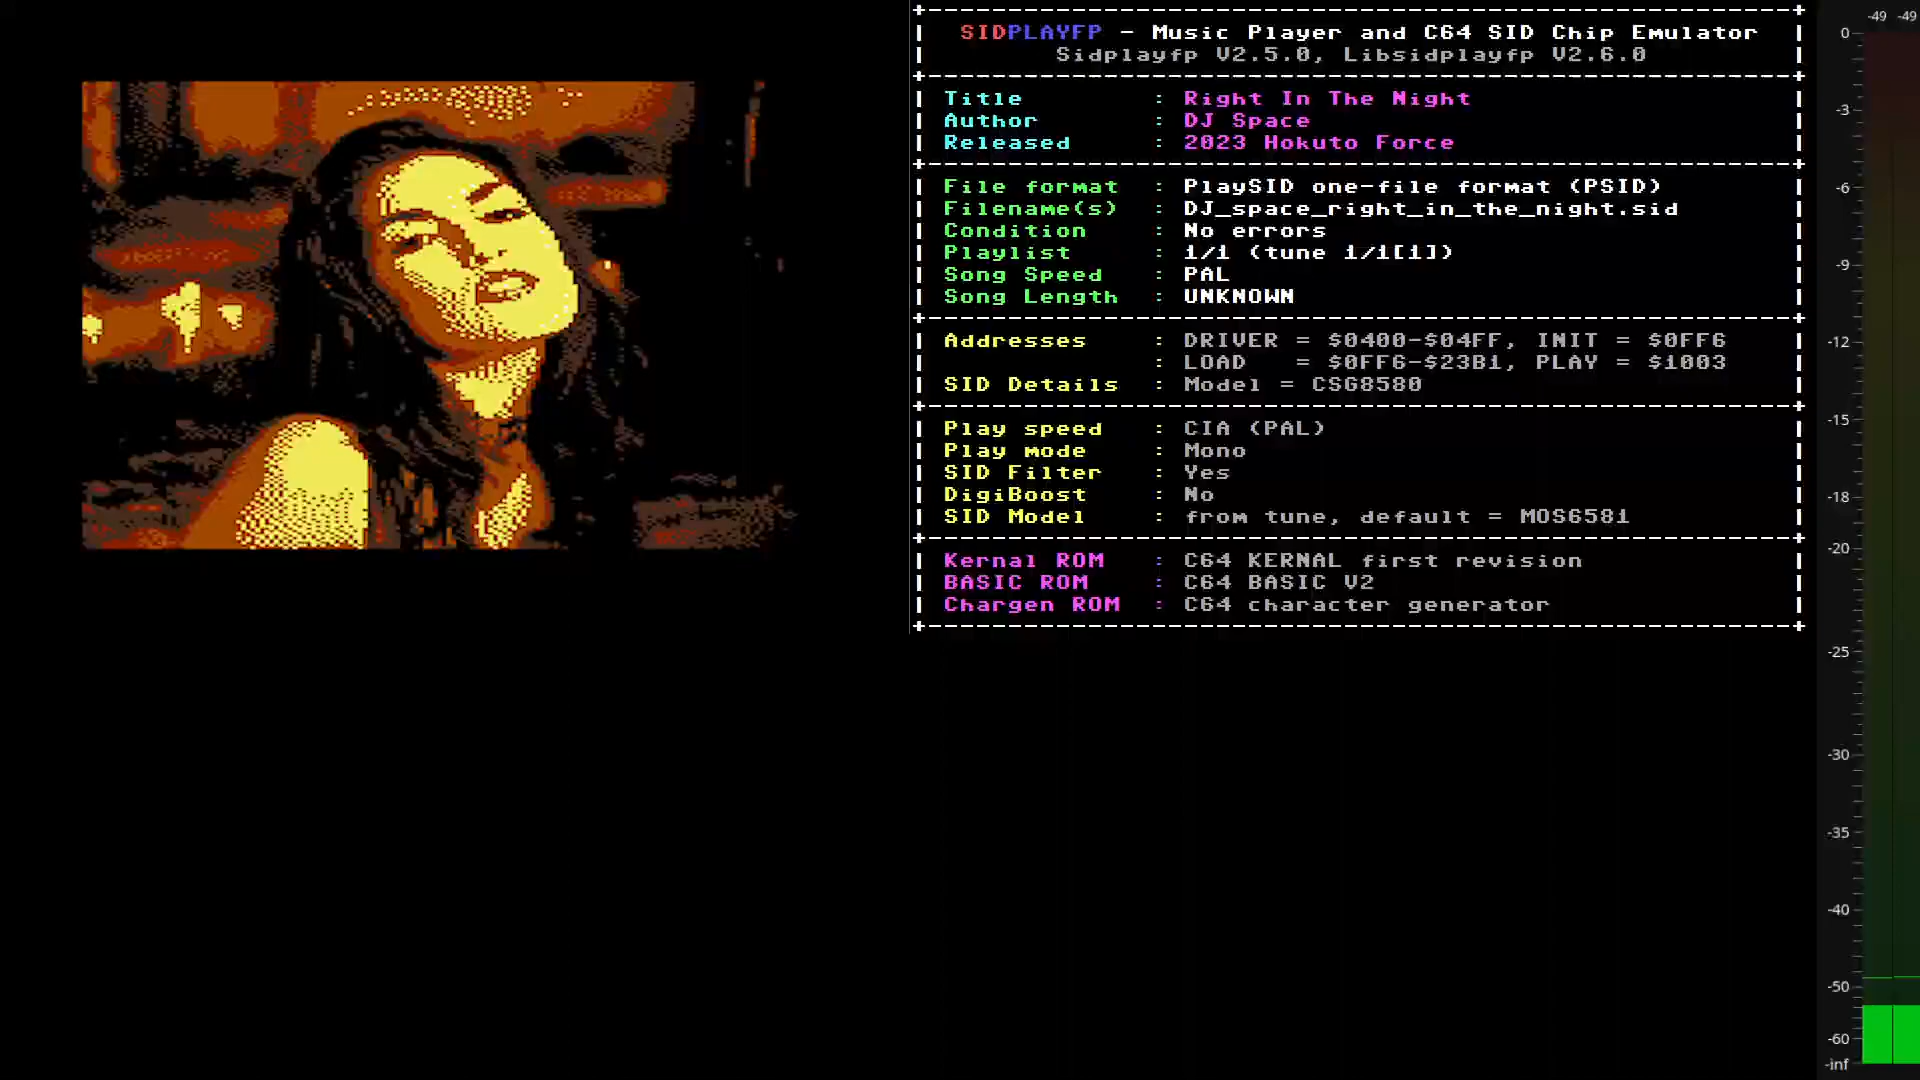 SIDPLAYFP - Music Player and C64 SID Chip Emulator
Sidplayfp V2.5.0, Libsidplayfp V2.6.0
Title : Right In The Night
Author : DJ Space
Released : 2023 Hokuto Force
File format : PlaySID one-file format (PSID)
Filename(s) : DJ_space_right_in_the_night.sid
Condition : No errors
Playlist : 1/1 (tune 1/1[1])
Song Speed : PAL
Song Length : UNKNOWN
Addresses : DRIVER = $0400-$04FF, INIT = $0FF6
: LOAD = $0FF6-$23B1, PLAY = $1003
SID Details : Model = CSG8580
Play speed : CIA (PAL)
Play mode : Mono
SID Filter : Yes
DigiBoost : No
SID Model : from tune, default = MOS6581
Kernal ROM : C64 KERNAL first revision
BASIC ROM : C64 BASIC V2
Chargen ROM : C64 character generator
-49 -49
0
-3
-6
-9
-12
-15
-18
-20
-25
-30
-35
-40
-50
-60
-inf